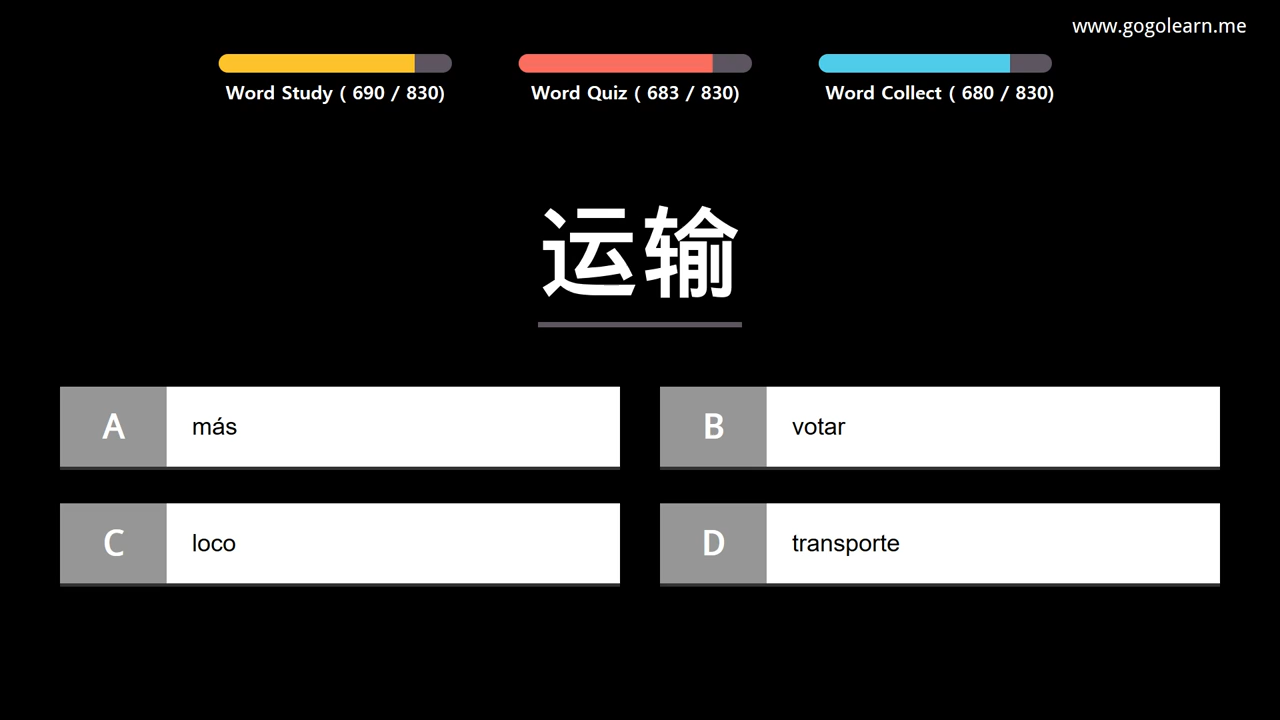 www.gogolearn.me
Word Study ( 690 / 830)
Word Quiz ( 683 / 830)
Word Collect ( 680 / 830)
运输
A más
B votar
C loco
D transporte